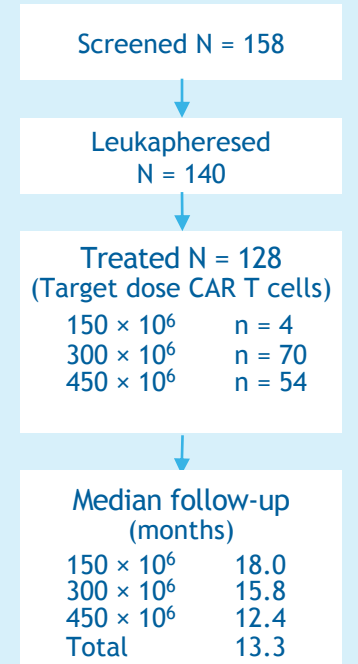 Screened N = 158
Leukapheresed
N = 140
Treated N = 128
(Target dose CAR T cells)
150 × 10⁶ n = 4
300 × 10⁶ n = 70
450 × 10⁶ n = 54
Median follow-up
(months)
150 × 10⁶ 18.0
300 × 10⁶ 15.8
450 × 10⁶ 12.4
Total 13.3